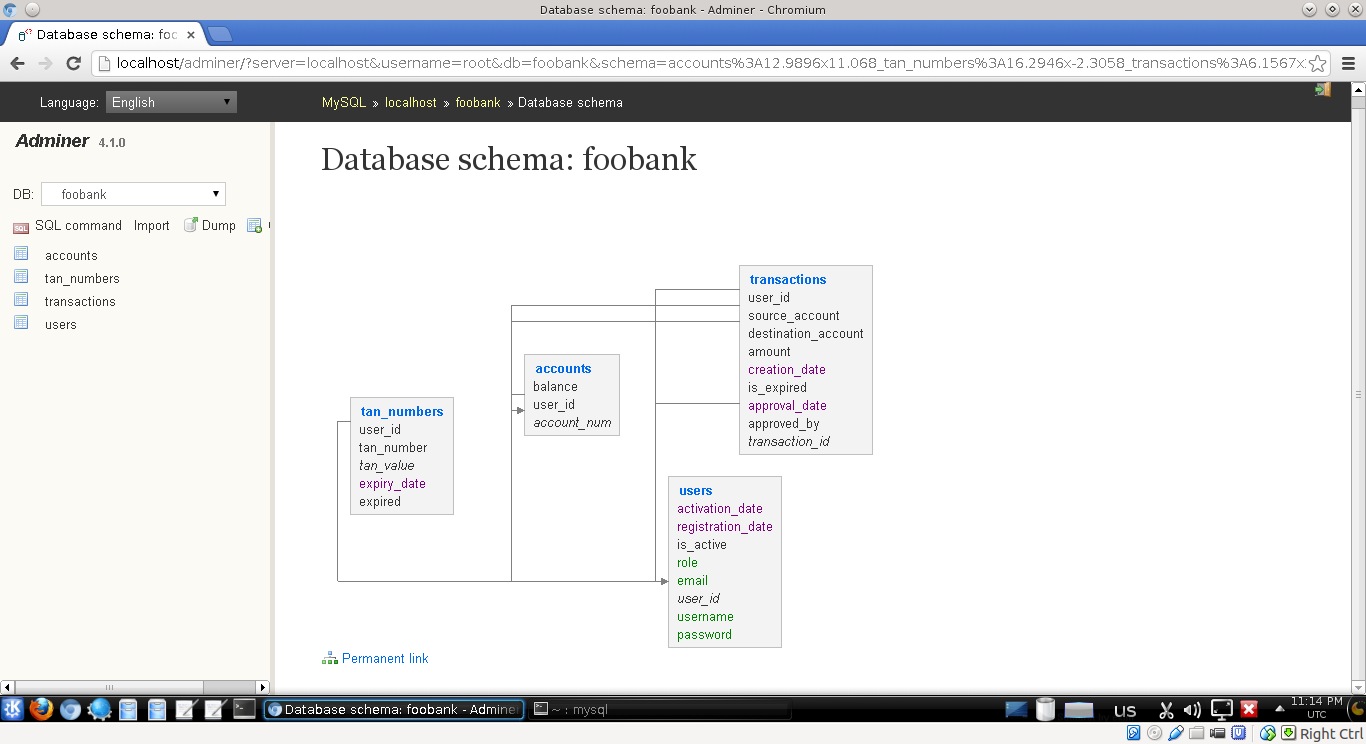 Database schema: foobank - Adminer - Chromium
Database schema: foo
localhost/adminer/?server=localhost&username=root&db=foobank&schema=accounts%3A12.9896x11.068_tan_numbers%3A16.2946x-2.3058_transactions%3A6.1567x
Language: English
MySQL » localhost » foobank » Database schema
Adminer 4.1.0
Database schema: foobank
DB: foobank
SQL command Import Dump
accounts
tan_numbers
transactions
users
transactions
user_id
source_account
destination_account
amount
creation_date
is_expired
approval_date
approved_by
transaction_id
accounts
balance
user_id
account_num
tan_numbers
user_id
tan_number
tan_value
expiry_date
expired
users
activation_date
registration_date
is_active
role
email
user_id
username
password
Permanent link
Database schema: foobank - Adminer
~ : mysql
us
11:14 PM
UTC
Right Ctrl